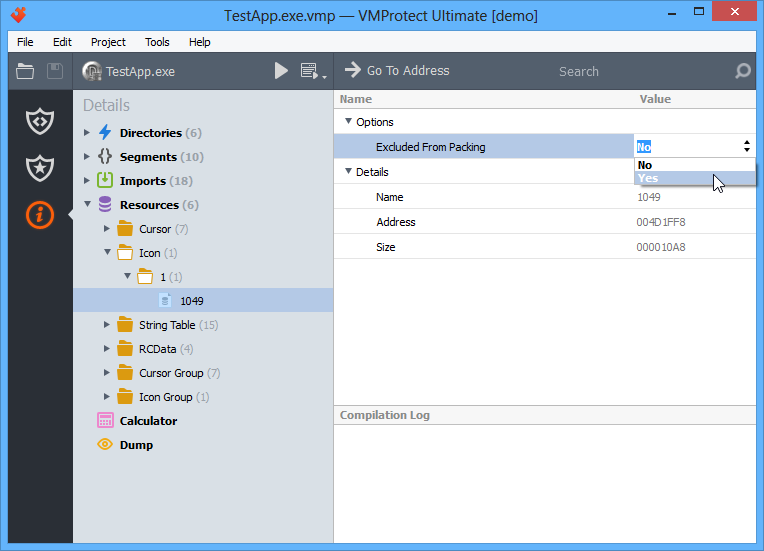 TestApp.exe.vmp — VMProtect Ultimate [demo]
File Edit Project Tools Help
TestApp.exe Go To Address Search
Details
Directories (6)
Segments (10)
Imports (18)
Resources (6)
Cursor (7)
Icon (1)
1 (1)
1049
String Table (15)
RCData (4)
Cursor Group (7)
Icon Group (1)
Calculator
Dump
Name Value
Options
Excluded From Packing No
No
Yes
Details
Name 1049
Address 004D1FF8
Size 000010A8
Compilation Log